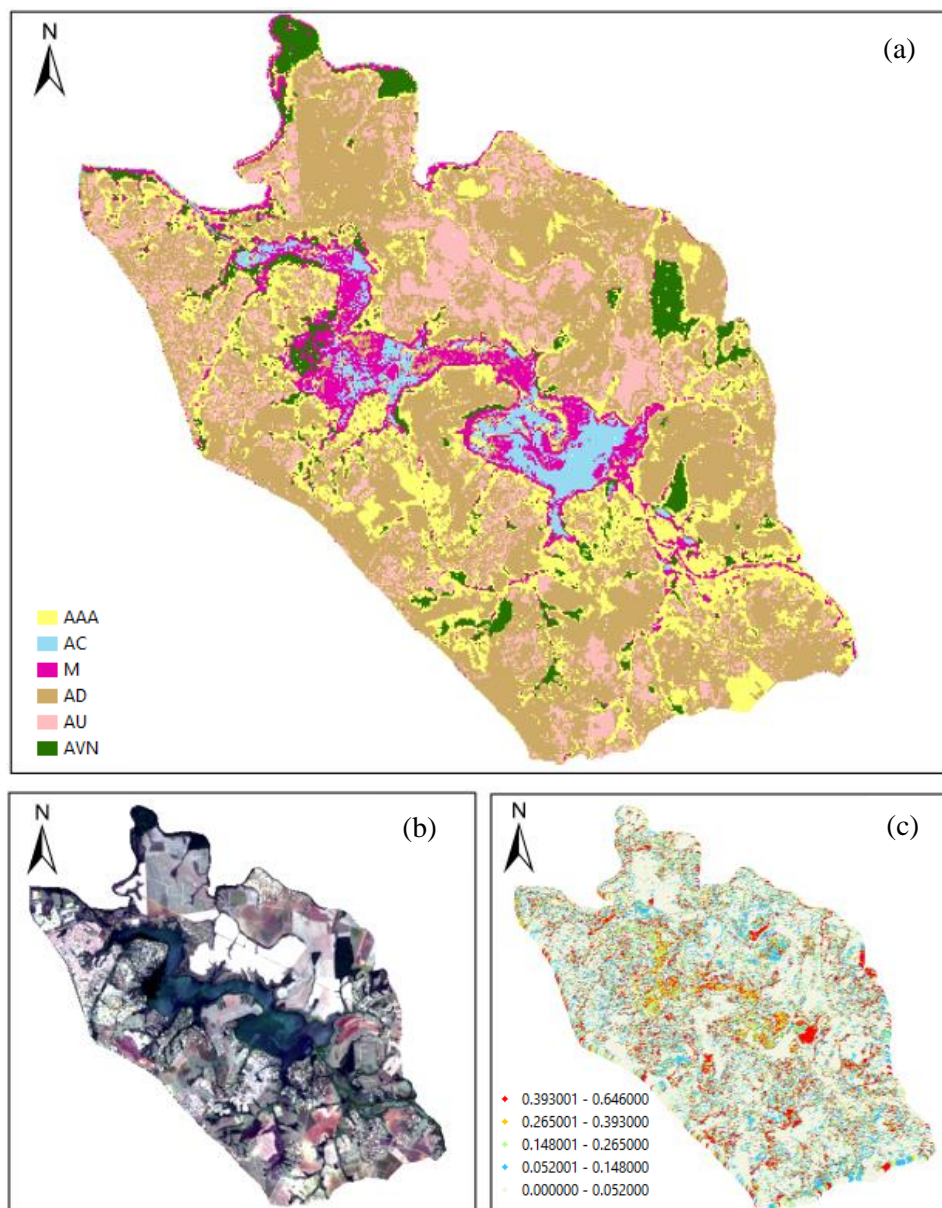 N
(a)
AAA
AC
M
AD
AU
AVN
N
(b)
N
(c)
0.393001 - 0.646000
0.265001 - 0.393000
0.148001 - 0.265000
0.052001 - 0.148000
0.000000 - 0.052000